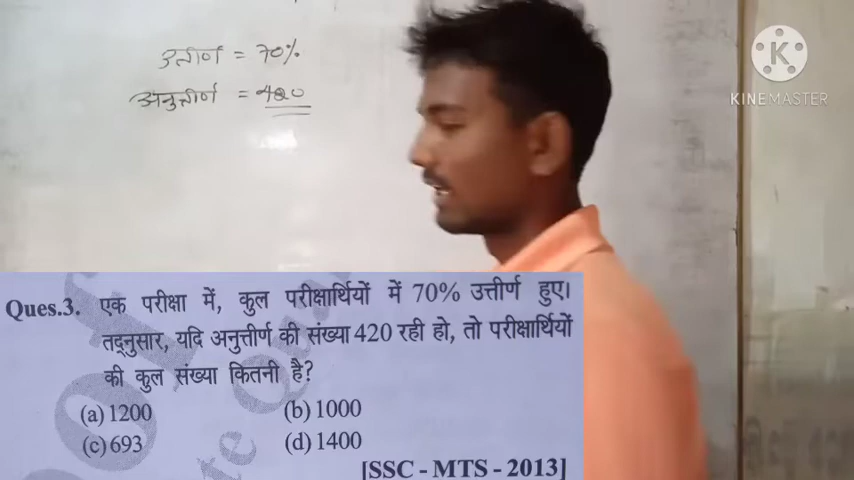 उत्तीर्ण = 70%
अनुत्तीर्ण = 420
K
KINEMASTER
Ques.3. एक परीक्षा में, कुल परीक्षार्थियों में 70% उत्तीर्ण हुए।
तद्नुसार, यदि अनुत्तीर्ण की संख्या 420 रही हो, तो परीक्षार्थियों
की कुल संख्या कितनी है?
(a) 1200 (b) 1000
(c) 693 (d) 1400
[SSC - MTS - 2013]